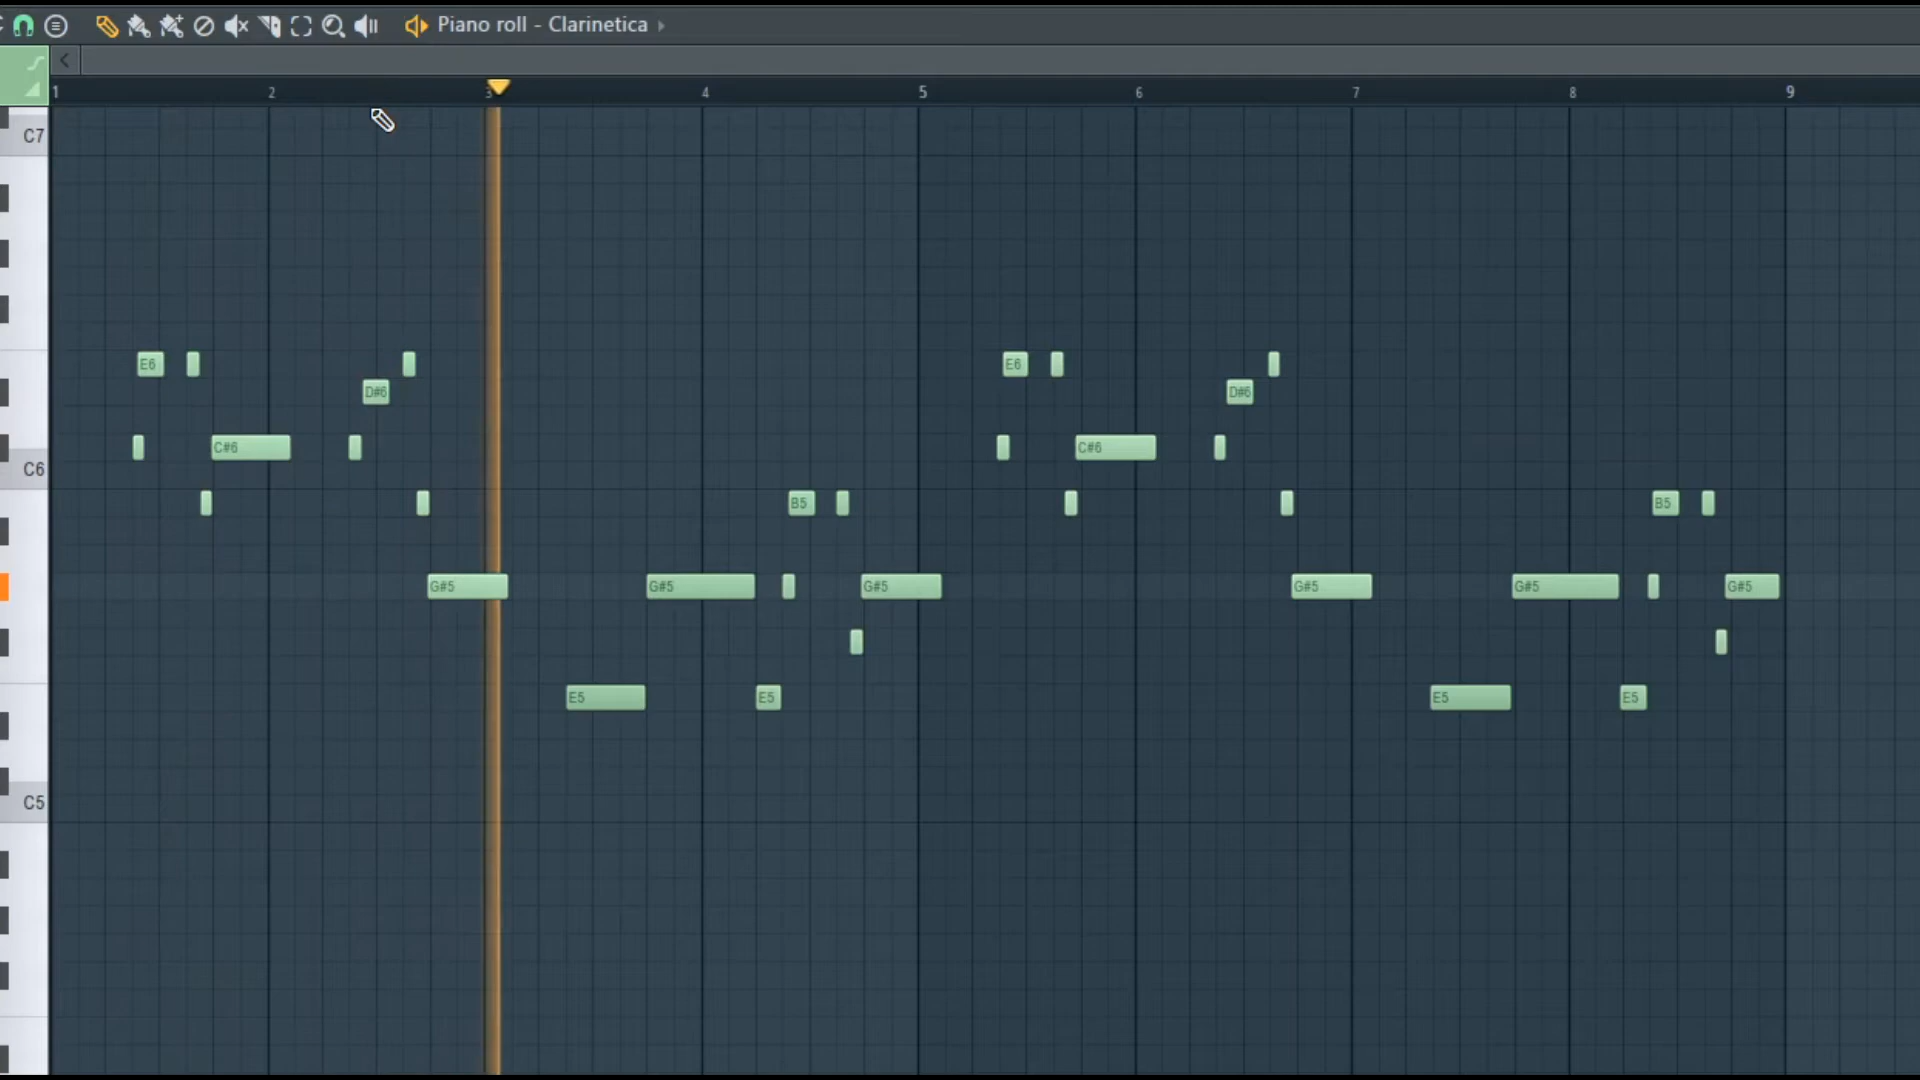 Piano roll - Clarinetica
1 2 3 4 5 6 7 8 9
C7
E6 E6
D#6 D#6
C#6 C#6
C6
B5 B5
G#5 G#5 G#5 G#5 G#5 G#5
E5 E5 E5 E5
C5